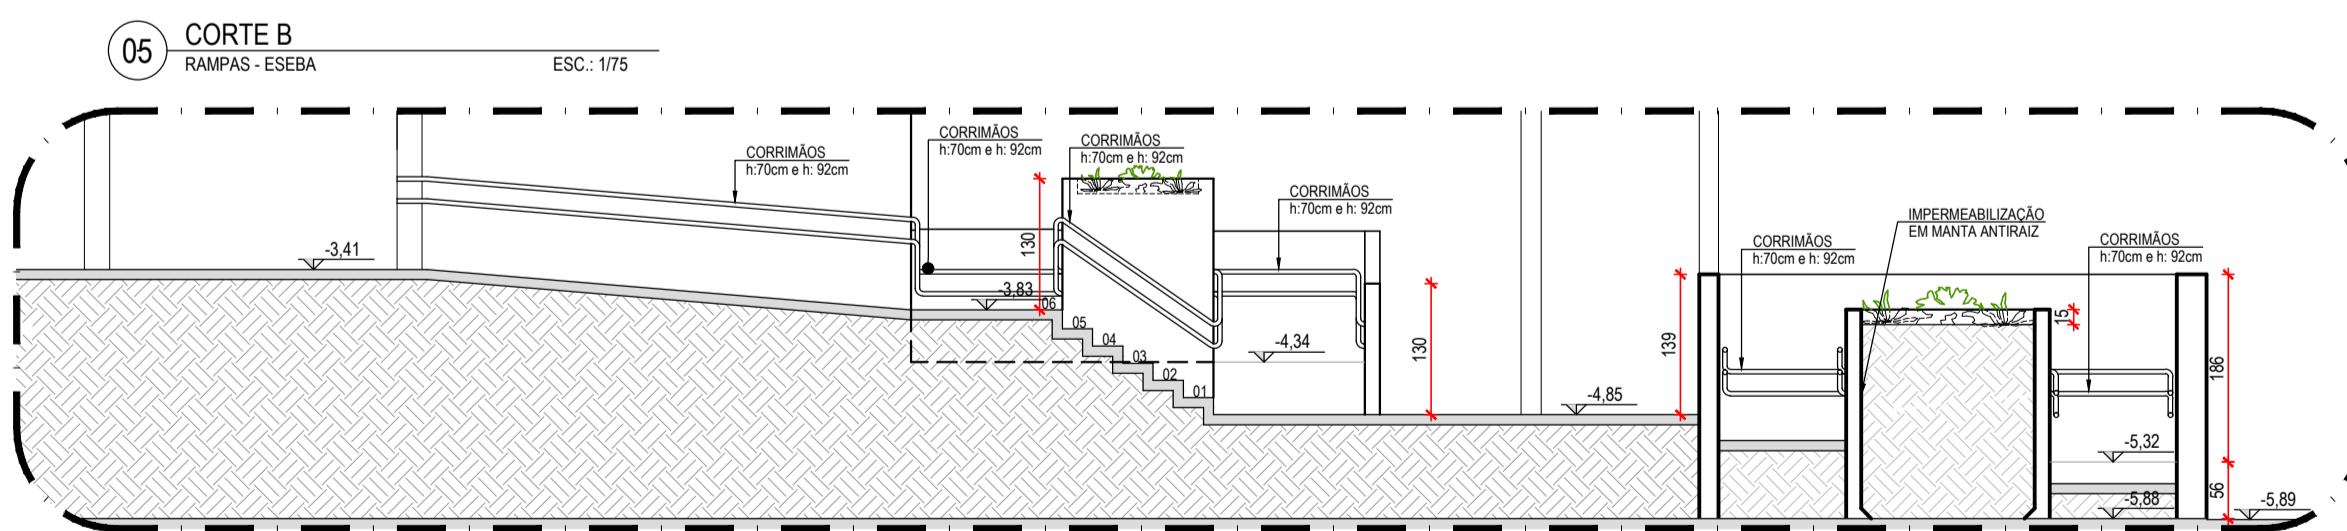 05
CORTE B
RAMPAS - ESEBA
ESC.: 1/75
CORRIMÃOS
h:70cm e h: 92cm
CORRIMÃOS
h:70cm e h: 92cm
CORRIMÃOS
h:70cm e h: 92cm
CORRIMÃOS
h:70cm e h: 92cm
IMPERMEABILIZAÇÃO
EM MANTA ANTIRAIZ
CORRIMÃOS
h:70cm e h: 92cm
CORRIMÃOS
h:70cm e h: 92cm
-3,41
130
-3,83
06
05
04
03
02
01
-4,34
130
-4,85
139
15
186
-5,32
56
-5,88
-5,89